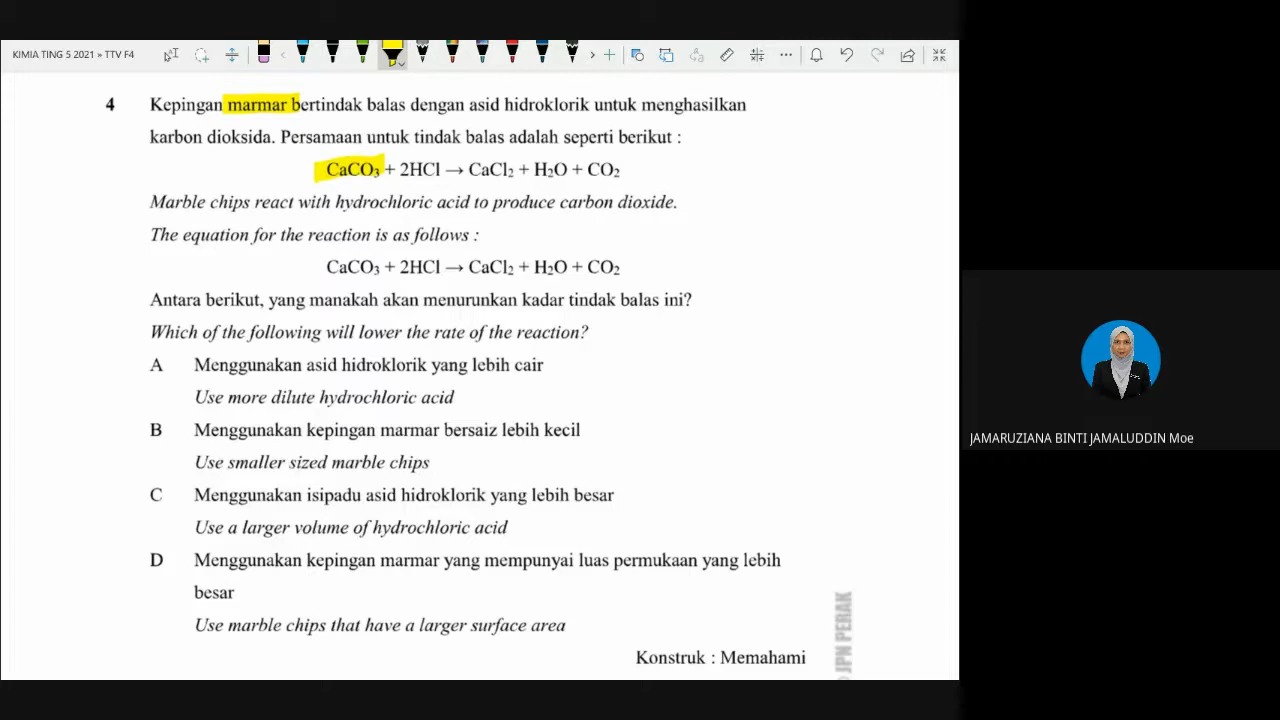 KIMIA TING 5 2021 » TTV F4
4 Kepingan marmar bertindak balas dengan asid hidroklorik untuk menghasilkan
karbon dioksida. Persamaan untuk tindak balas adalah seperti berikut :
CaCO₃ + 2HCl → CaCl₂ + H₂O + CO₂
Marble chips react with hydrochloric acid to produce carbon dioxide.
The equation for the reaction is as follows :
CaCO₃ + 2HCl → CaCl₂ + H₂O + CO₂
Antara berikut, yang manakah akan menurunkan kadar tindak balas ini?
Which of the following will lower the rate of the reaction?
A Menggunakan asid hidroklorik yang lebih cair
Use more dilute hydrochloric acid
B Menggunakan kepingan marmar bersaiz lebih kecil
Use smaller sized marble chips
C Menggunakan isipadu asid hidroklorik yang lebih besar
Use a larger volume of hydrochloric acid
D Menggunakan kepingan marmar yang mempunyai luas permukaan yang lebih
besar
Use marble chips that have a larger surface area
Konstruk : Memahami
JPN PERAK
JAMARUZIANA BINTI JAMALUDDIN Moe